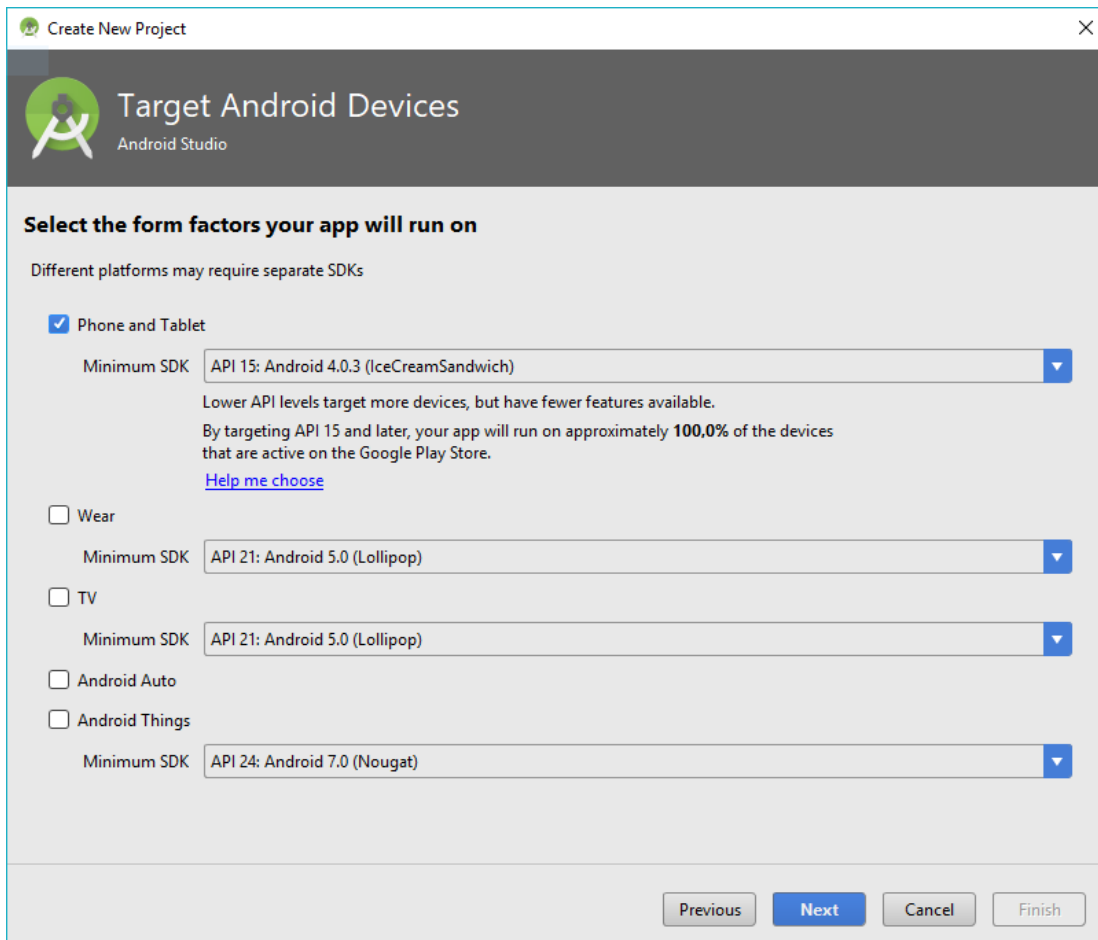 Create New Project
Target Android Devices
Android Studio
Select the form factors your app will run on
Different platforms may require separate SDKs
Phone and Tablet
Minimum SDK API 15: Android 4.0.3 (IceCreamSandwich)
Lower API levels target more devices, but have fewer features available.
By targeting API 15 and later, your app will run on approximately 100,0% of the devices
that are active on the Google Play Store.
Help me choose
Wear
Minimum SDK API 21: Android 5.0 (Lollipop)
TV
Minimum SDK API 21: Android 5.0 (Lollipop)
Android Auto
Android Things
Minimum SDK API 24: Android 7.0 (Nougat)
Previous Next Cancel Finish